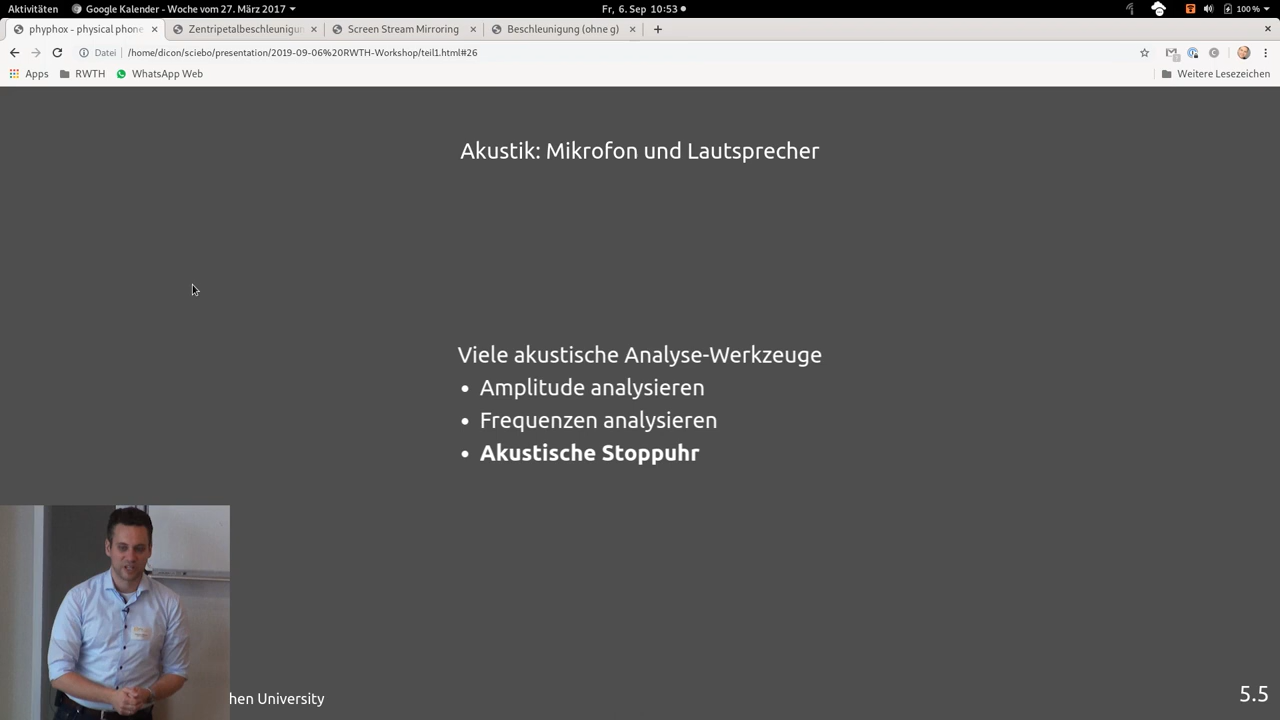 Aktivitäten
Google Kalender - Woche vom 27. März 2017
Fr, 6. Sep 10:53
100 %
phyphox - physical phone
Zentripetalbeschleunigun
Screen Stream Mirroring
Beschleunigung (ohne g)
Datei
/home/dicon/sciebo/presentation/2019-09-06%20RWTH-Workshop/teil1.html#26
Apps
RWTH
WhatsApp Web
Weitere Lesezeichen
Akustik: Mikrofon und Lautsprecher
Viele akustische Analyse-Werkzeuge
• Amplitude analysieren
• Frequenzen analysieren
• Akustische Stoppuhr
hen University
5.5